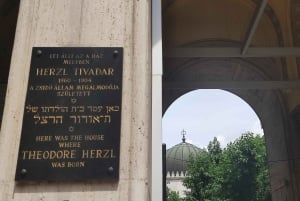 ITT ÁLLT AZ A HÁZ
MELYBEN
HERZL TIVADAR
1860 - 1904
A ZSIDÓ ÁLLAM MEGÁLMODÓJA
SZÜLETETT
כאן עמד בית הולדתו של
תיאודור הרצל
HERE WAS THE HOUSE
WHERE
THEODORE HERZL
WAS BORN